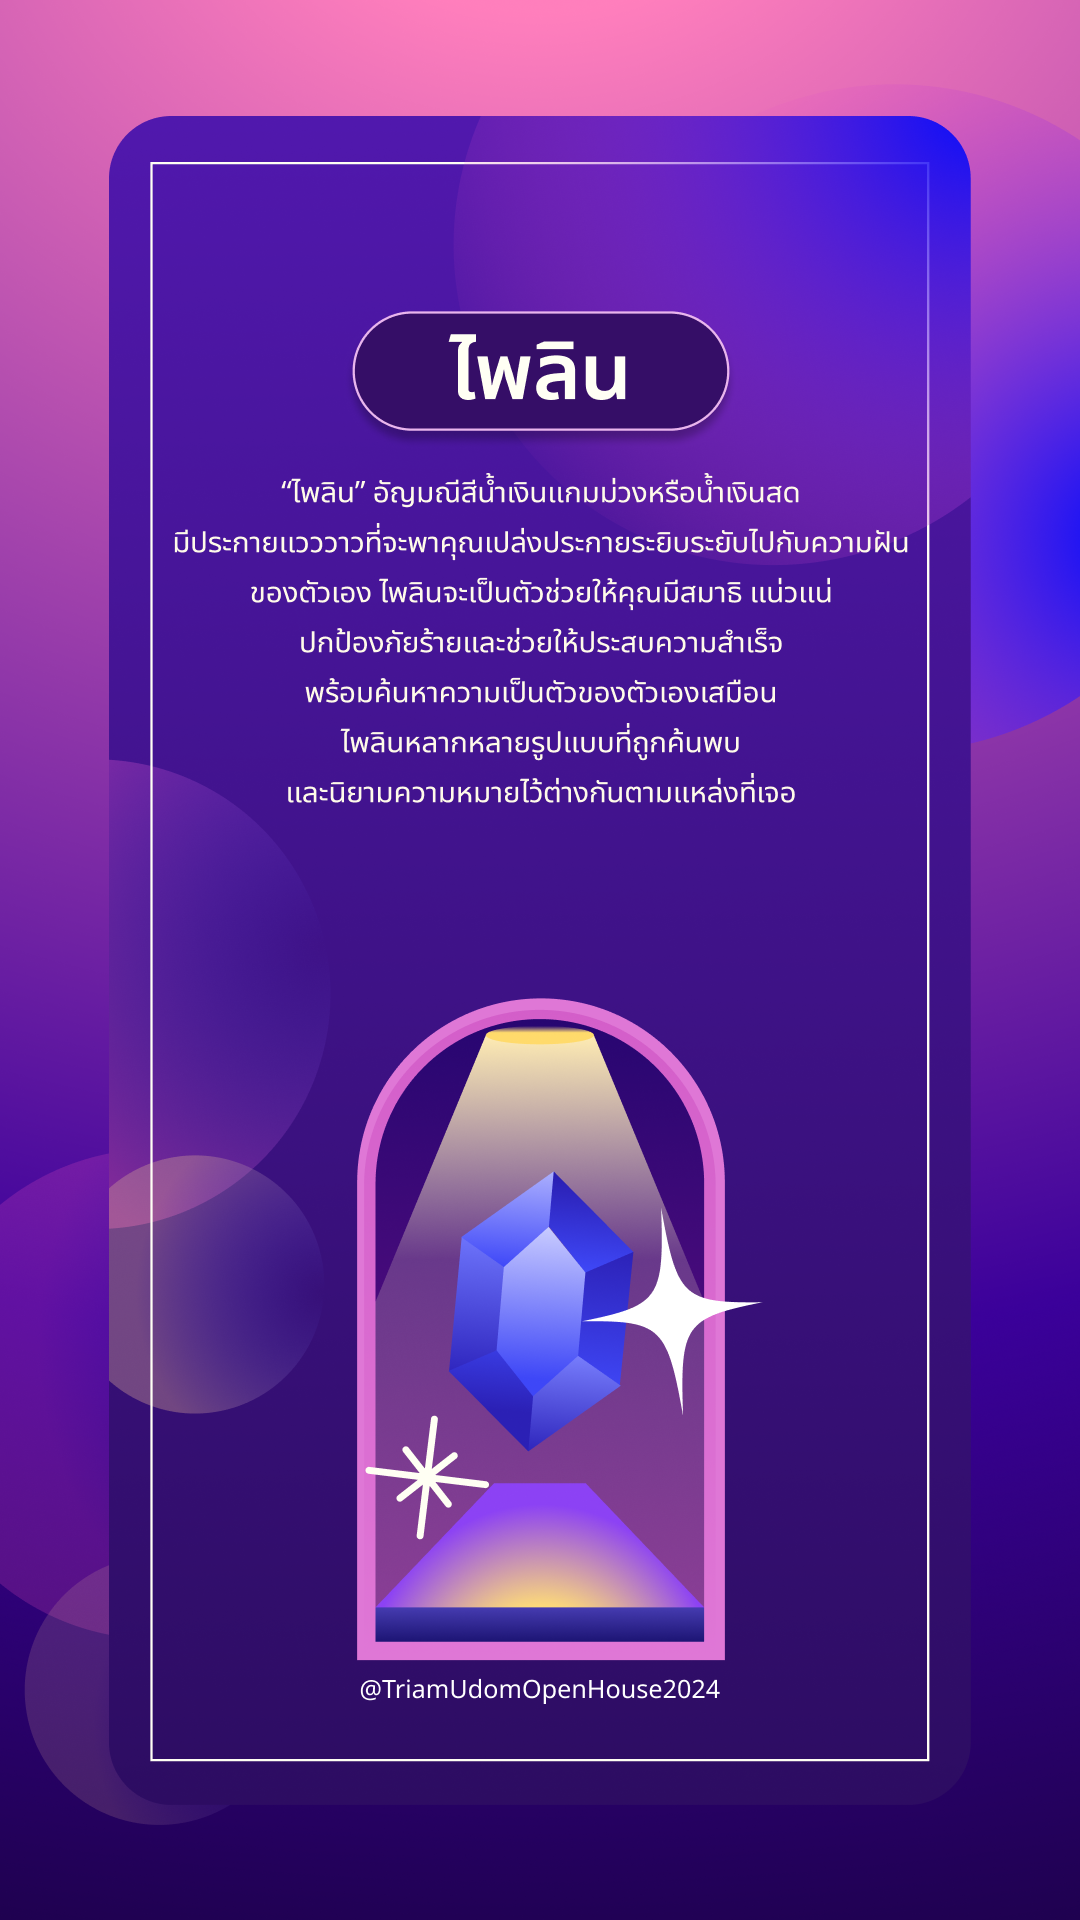 ไพลิน
“ไพลิน” อัญมณีสีน้ำเงินแกมม่วงหรือน้ำเงินสด
มีประกายแวววาวที่จะพาคุณเปล่งประกายระยิบระยับไปกับความฝัน
ของตัวเอง ไพลินจะเป็นตัวช่วยให้คุณมีสมาธิ แน่วแน่
ปกป้องภัยร้ายและช่วยให้ประสบความสำเร็จ
พร้อมค้นหาความเป็นตัวของตัวเองเสมือน
ไพลินหลากหลายรูปแบบที่ถูกค้นพบ
และนิยามความหมายไว้ต่างกันตามแหล่งที่เจอ
@TriamUdomOpenHouse2024